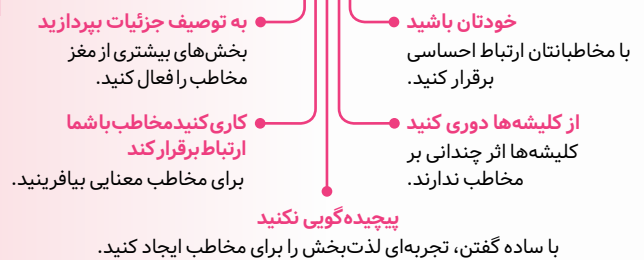 خودتان باشید
با مخاطبانتان ارتباط احساسی
برقرار کنید.
به توصیف جزئیات بپردازید
بخش‌های بیشتری از مغز
مخاطب را فعال کنید.
از کلیشه‌ها دوری کنید
کلیشه‌ها اثر چندانی بر
مخاطب ندارند.
کاری کنید مخاطب با شما
ارتباط برقرار کند
برای مخاطب معنایی بیافرینید.
پیچیده‌گویی نکنید
با ساده گفتن، تجربه‌ای لذت‌بخش را برای مخاطب ایجاد کنید.